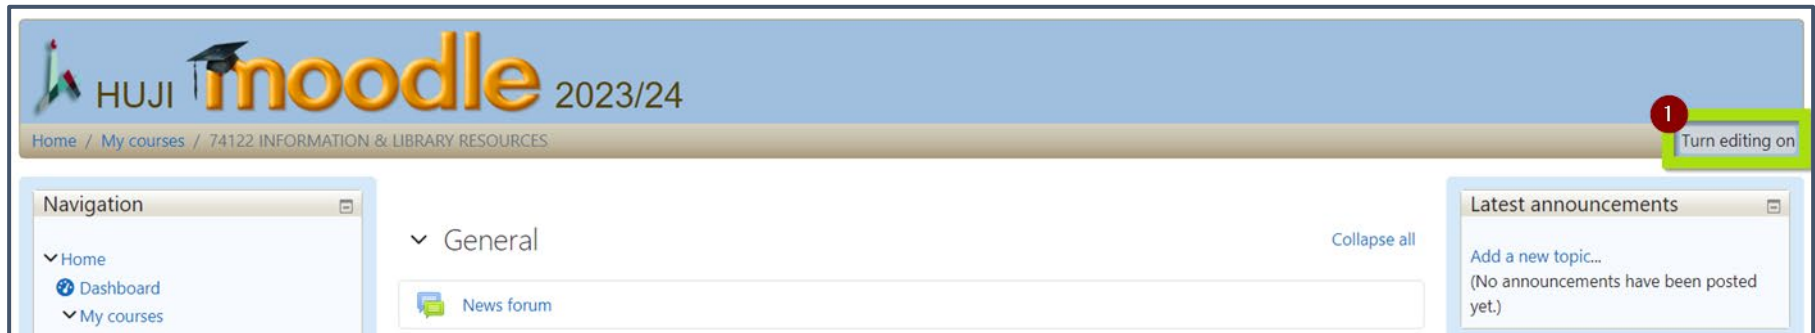 HUJI moodle 2023/24
1
Home / My courses / 74122 INFORMATION & LIBRARY RESOURCES
Turn editing on
Navigation
Home
Dashboard
My courses
General
Collapse all
News forum
Latest announcements
Add a new topic...
(No announcements have been posted
yet.)